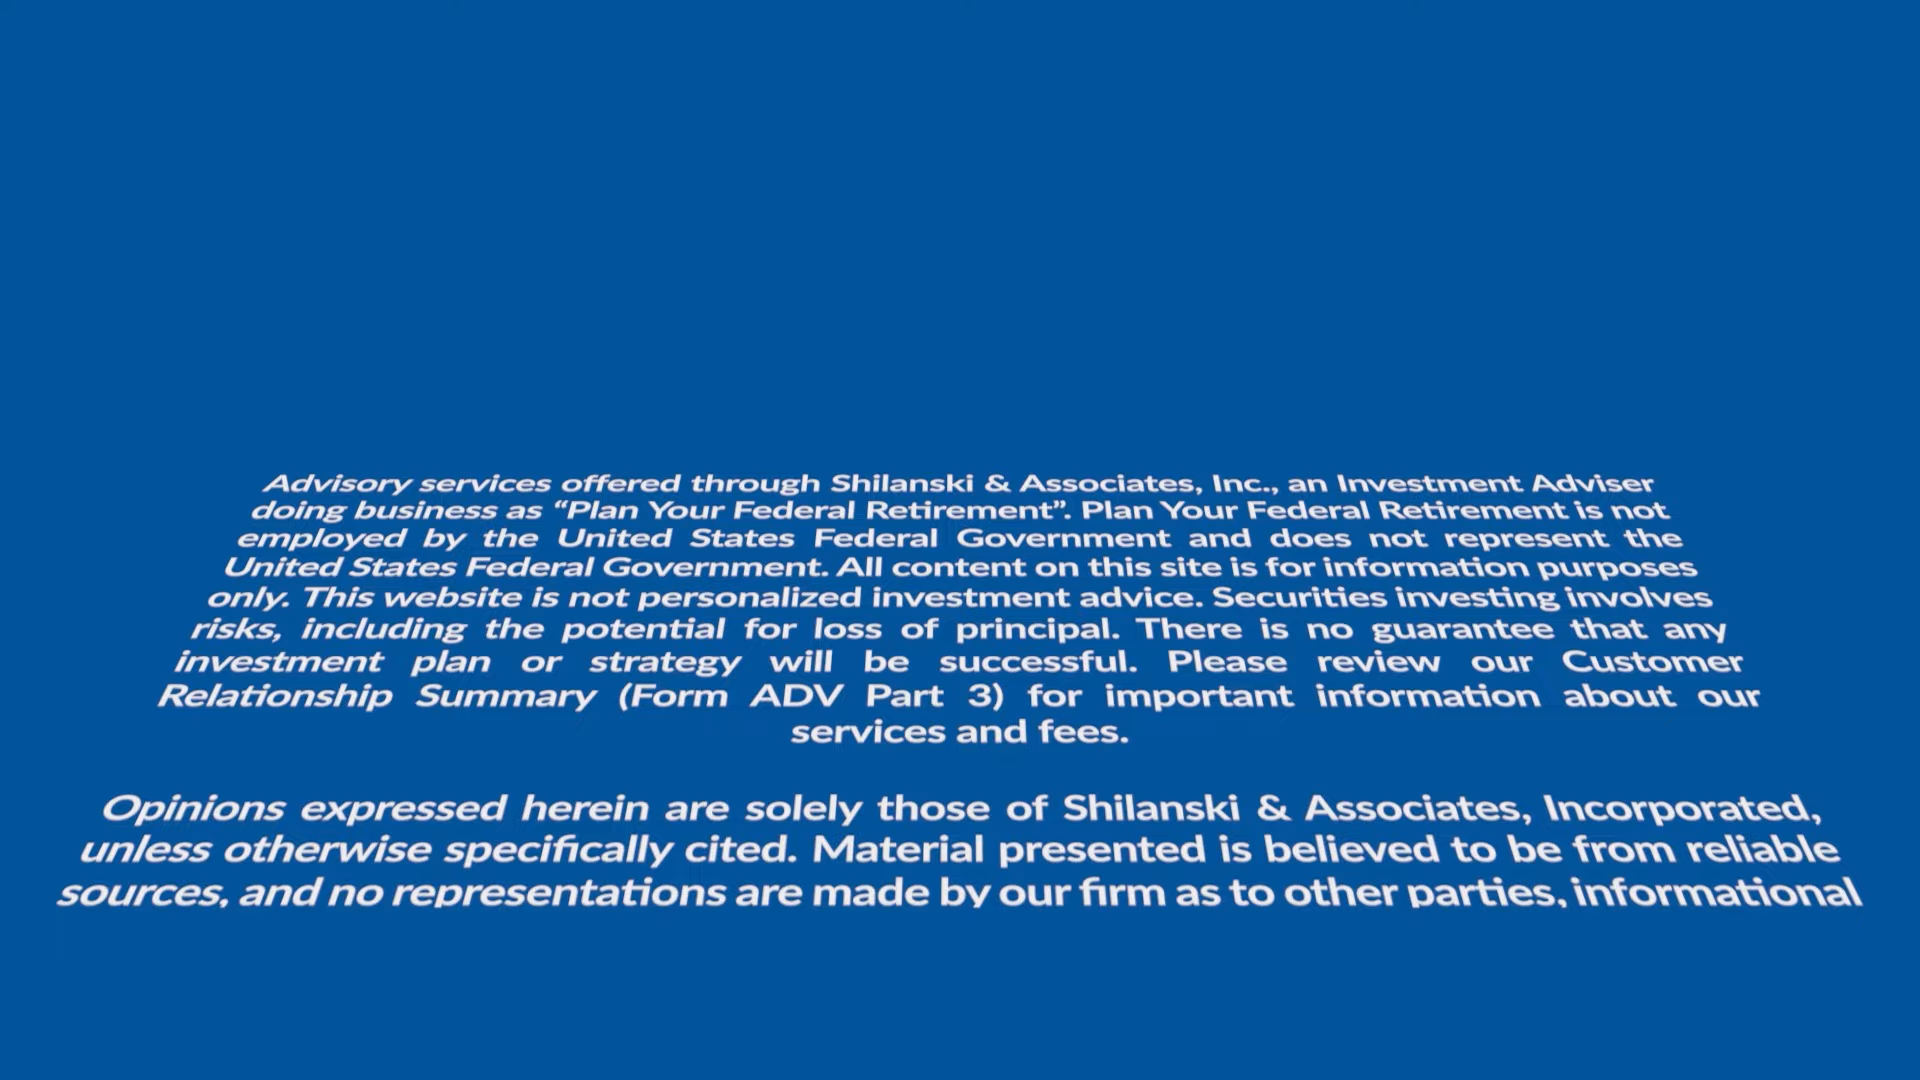 Advisory services offered through Shilanski & Associates, Inc., an Investment Adviser
doing business as “Plan Your Federal Retirement”. Plan Your Federal Retirement is not
employed by the United States Federal Government and does not represent the
United States Federal Government. All content on this site is for information purposes
only. This website is not personalized investment advice. Securities investing involves
risks, including the potential for loss of principal. There is no guarantee that any
investment plan or strategy will be successful. Please review our Customer
Relationship Summary (Form ADV Part 3) for important information about our
services and fees.
Opinions expressed herein are solely those of Shilanski & Associates, Incorporated,
unless otherwise specifically cited. Material presented is believed to be from reliable
sources, and no representations are made by our firm as to other parties, informational